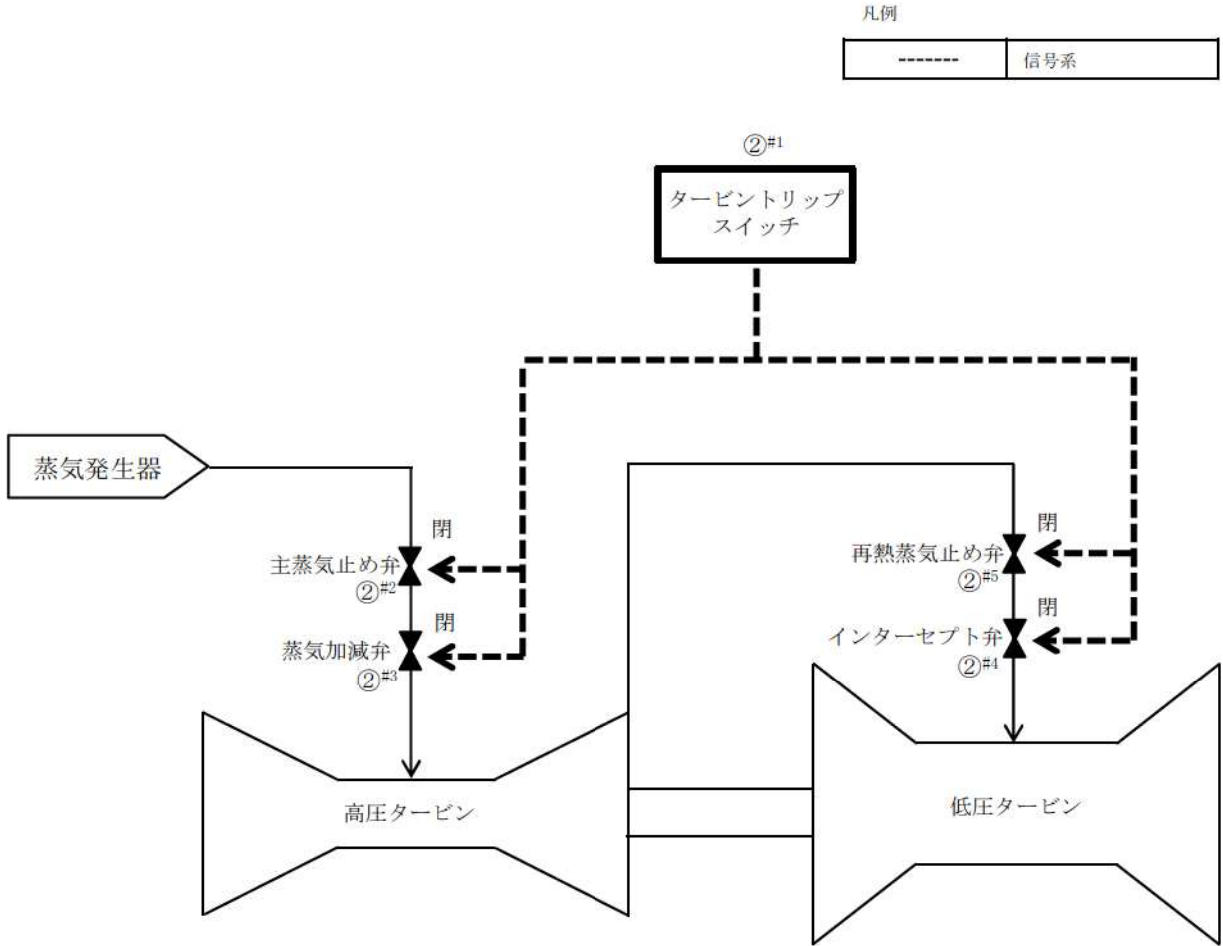 凡例
------- 信号系
②#1
タービントリップ
スイッチ
蒸気発生器
閉
主蒸気止め弁
②#2
閉
蒸気加減弁
②#3
閉
再熱蒸気止め弁
②#5
閉
インターセプト弁
②#4
高圧タービン
低圧タービン